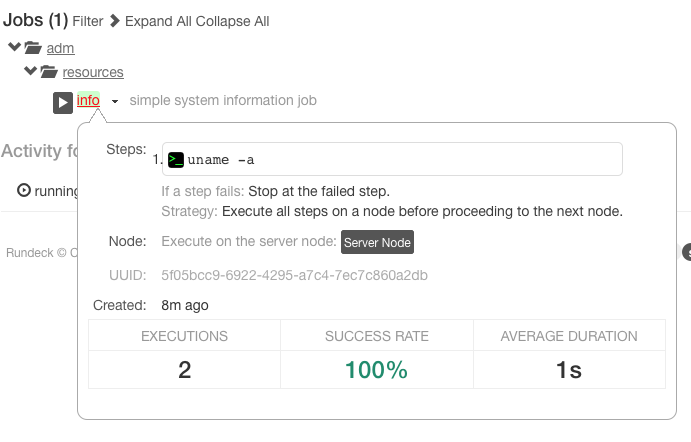 Jobs (1) Filter Expand All Collapse All
adm
resources
info simple system information job
Steps:
1. >_ uname -a
If a step fails: Stop at the failed step.
Strategy: Execute all steps on a node before proceeding to the next node.
Node: Execute on the server node: Server Node
UUID: 5f05bcc9-6922-4295-a7c4-7ec7c860a2db
Created: 8m ago
EXECUTIONS SUCCESS RATE AVERAGE DURATION
2 100% 1s
Activity fo
running
Rundeck © C